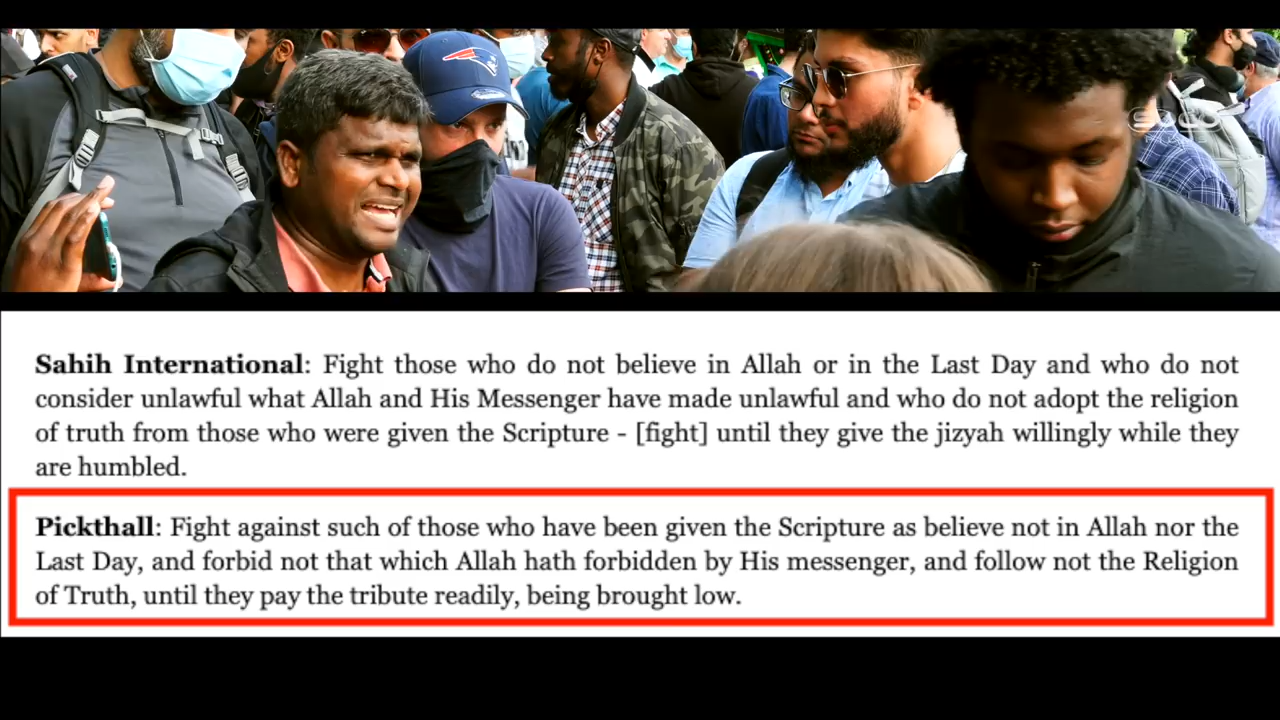 Sahih International: Fight those who do not believe in Allah or in the Last Day and who do not
consider unlawful what Allah and His Messenger have made unlawful and who do not adopt the religion
of truth from those who were given the Scripture - [fight] until they give the jizyah willingly while they
are humbled.
Pickthall: Fight against such of those who have been given the Scripture as believe not in Allah nor the
Last Day, and forbid not that which Allah hath forbidden by His messenger, and follow not the Religion
of Truth, until they pay the tribute readily, being brought low.